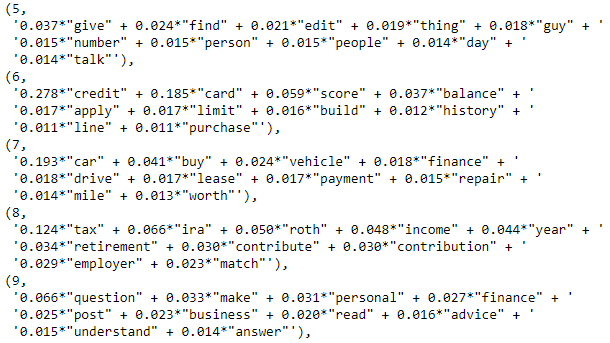 (5,
'0.037*"give" + 0.024*"find" + 0.021*"edit" + 0.019*"thing" + 0.018*"guy" + '
'0.015*"number" + 0.015*"person" + 0.015*"people" + 0.014*"day" + '
'0.014*"talk"'),
(6,
'0.278*"credit" + 0.185*"card" + 0.059*"score" + 0.037*"balance" + '
'0.017*"apply" + 0.017*"limit" + 0.016*"build" + 0.012*"history" + '
'0.011*"line" + 0.011*"purchase"'),
(7,
'0.193*"car" + 0.041*"buy" + 0.024*"vehicle" + 0.018*"finance" + '
'0.018*"drive" + 0.017*"lease" + 0.017*"payment" + 0.015*"repair" + '
'0.014*"mile" + 0.013*"worth"'),
(8,
'0.124*"tax" + 0.066*"ira" + 0.050*"roth" + 0.048*"income" + 0.044*"year" + '
'0.034*"retirement" + 0.030*"contribute" + 0.030*"contribution" + '
'0.029*"employer" + 0.023*"match"'),
(9,
'0.066*"question" + 0.033*"make" + 0.031*"personal" + 0.027*"finance" + '
'0.025*"post" + 0.023*"business" + 0.020*"read" + 0.016*"advice" + '
'0.015*"understand" + 0.014*"answer"'),